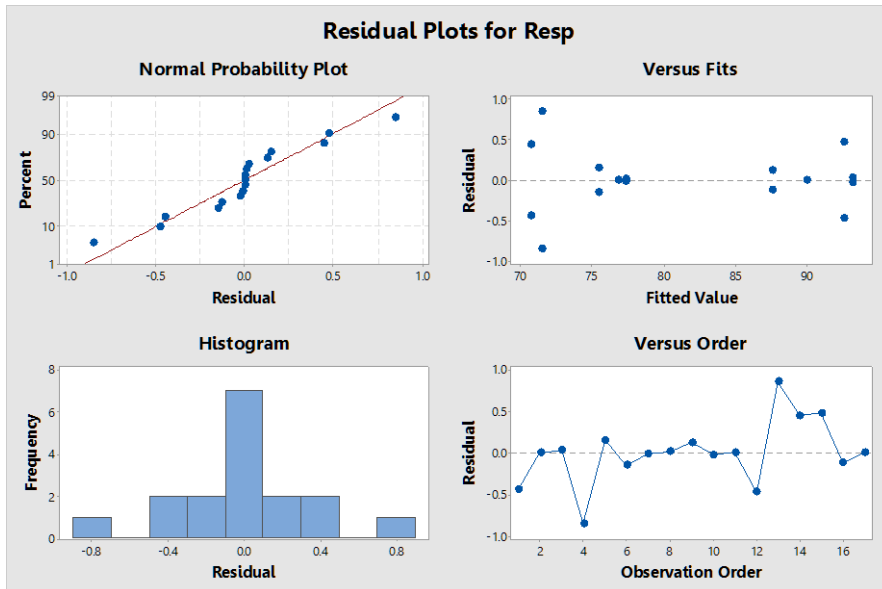 Residual Plots for Resp
Normal Probability Plot
99
90
50
10
1
Percent
-1.0 -0.5 0.0 0.5 1.0
Residual
Versus Fits
1.0
0.5
0.0
-0.5
-1.0
Residual
70 75 80 85 90
Fitted Value
Histogram
8
6
4
2
0
Frequency
-0.8 -0.4 0.0 0.4 0.8
Residual
Versus Order
1.0
0.5
0.0
-0.5
-1.0
Residual
2 4 6 8 10 12 14 16
Observation Order